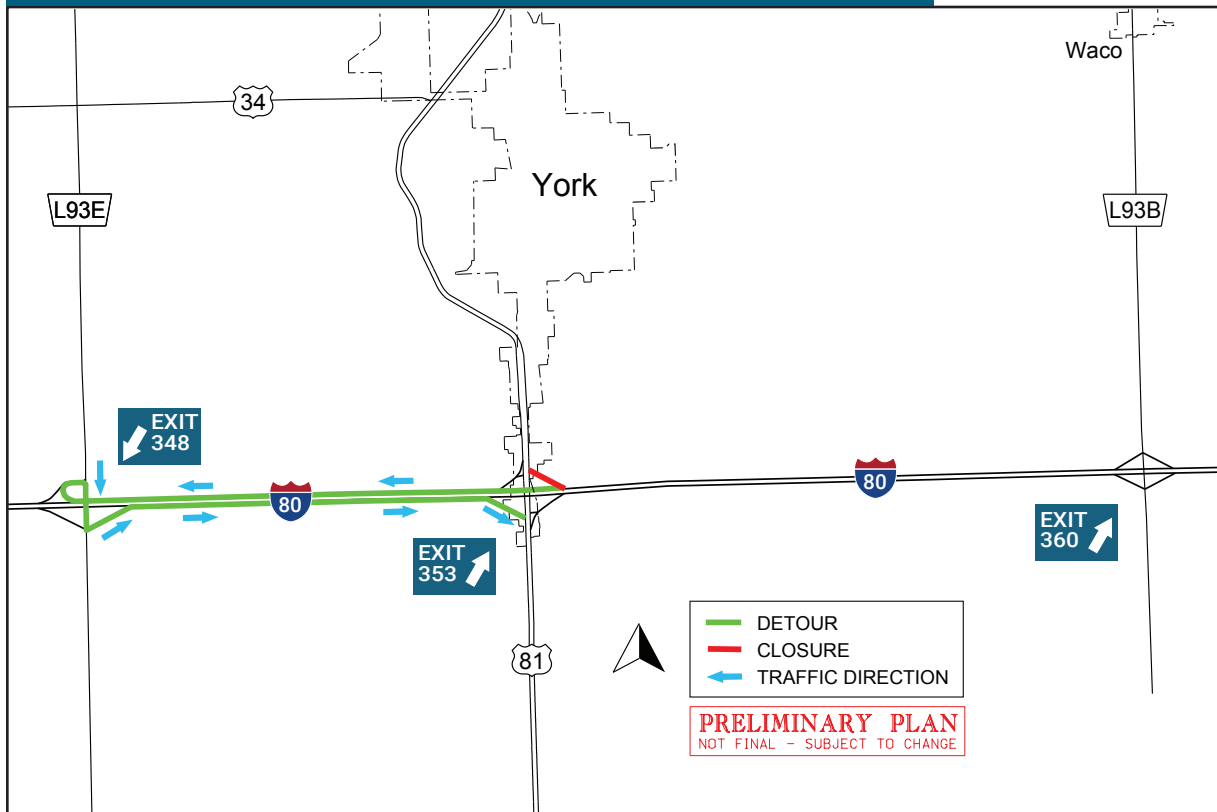 Waco
34
York
L93E
L93B
EXIT
348
80
80
EXIT
353
EXIT
360
81
DETOUR
CLOSURE
TRAFFIC DIRECTION
PRELIMINARY PLAN
NOT FINAL – SUBJECT TO CHANGE